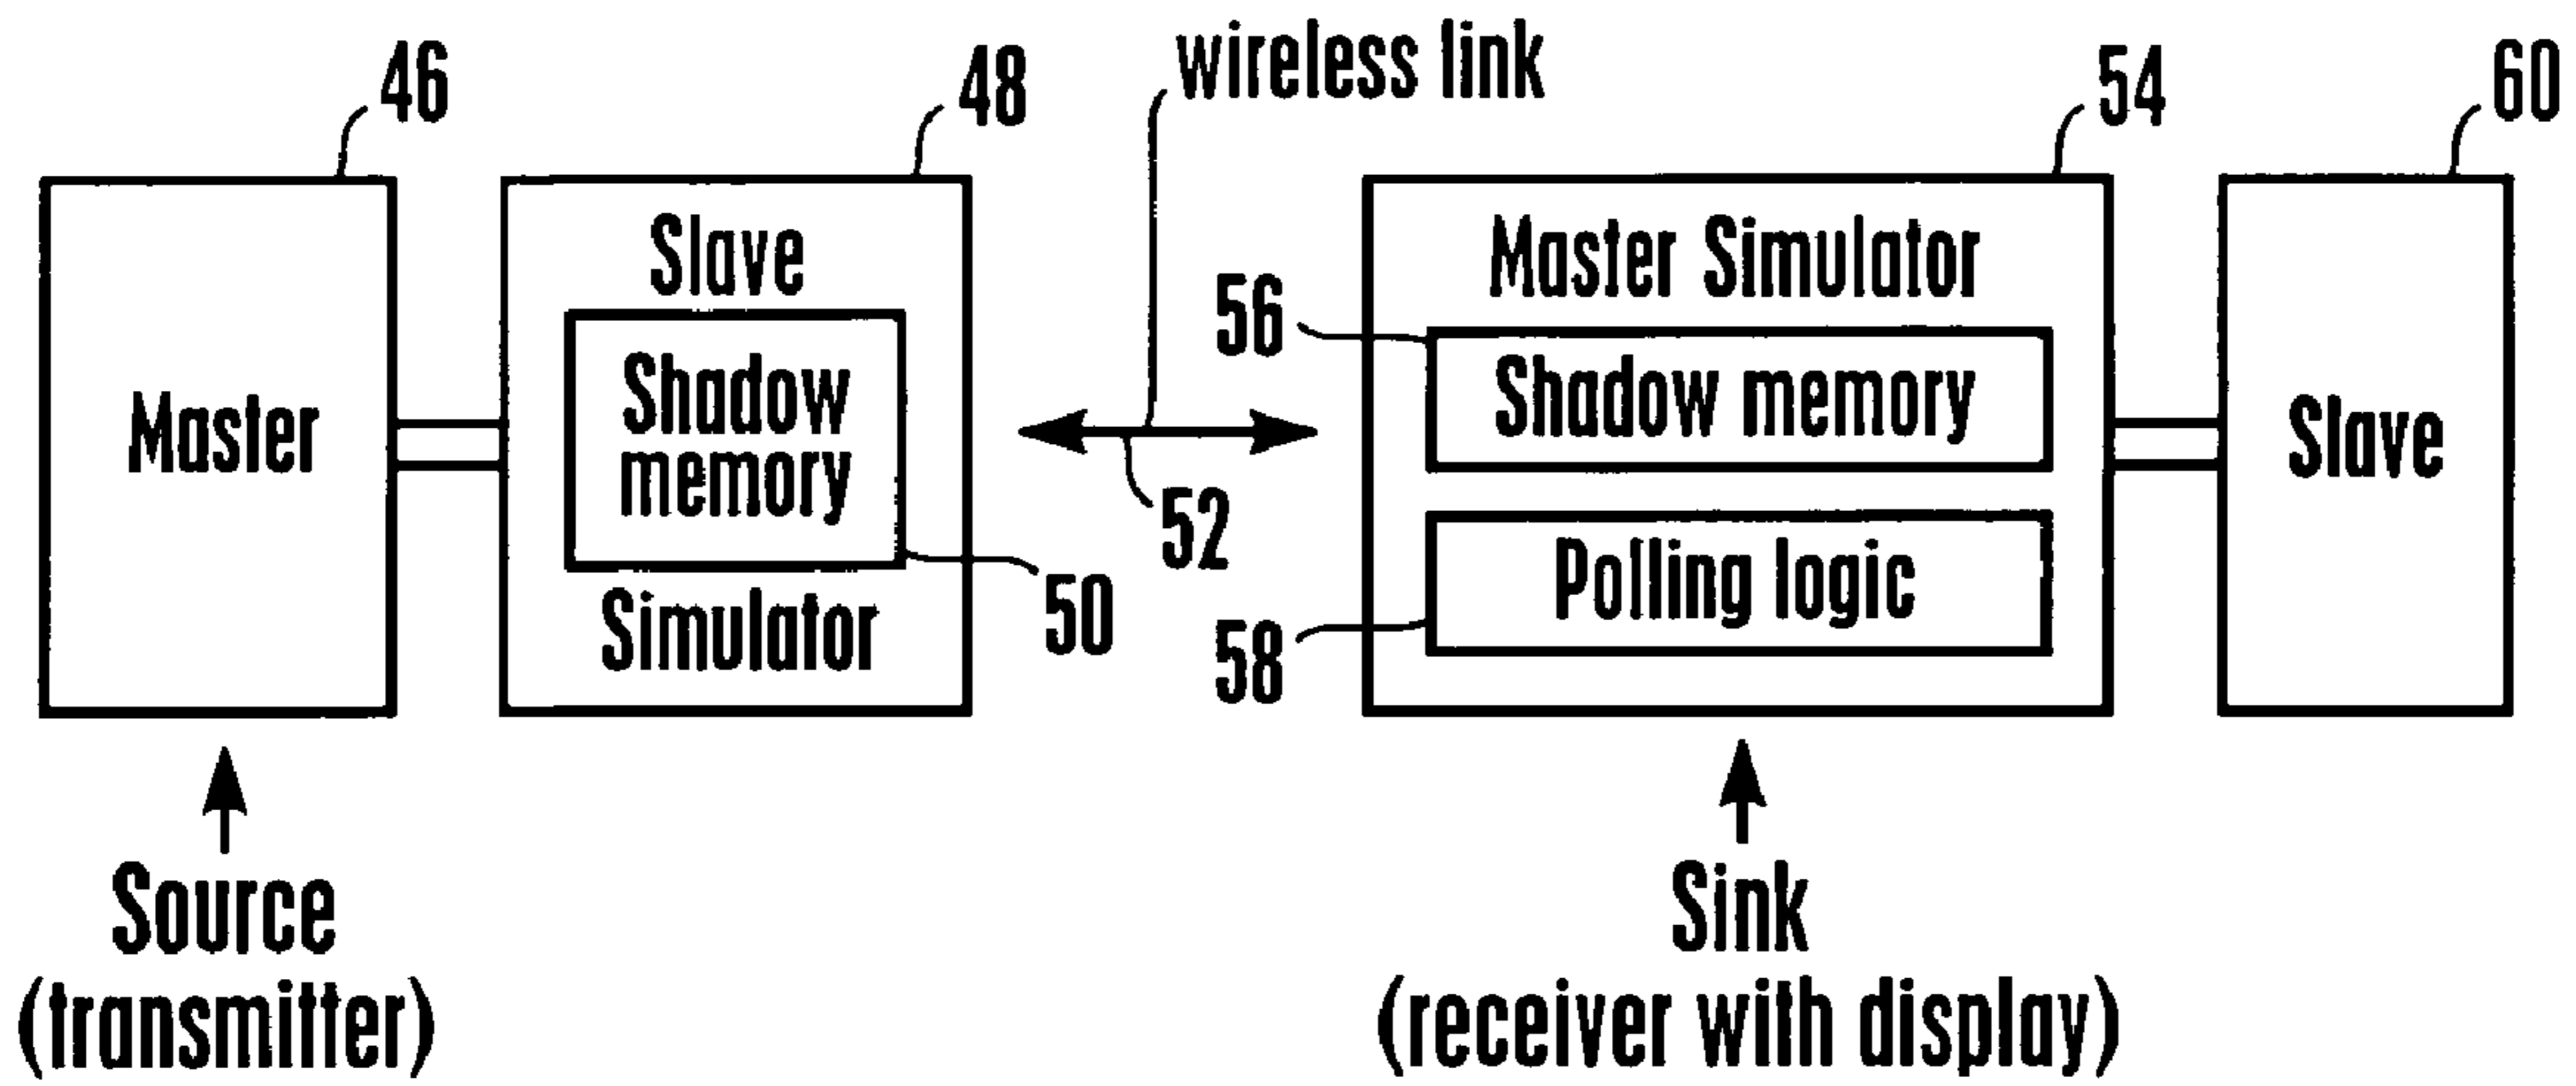 wireless link
46
48
54
60
Master
Slave
Shadow
memory
Simulator
50
52
Master Simulator
56
Shadow memory
58
Polling logic
Slave
Source
(transmitter)
Sink
(receiver with display)